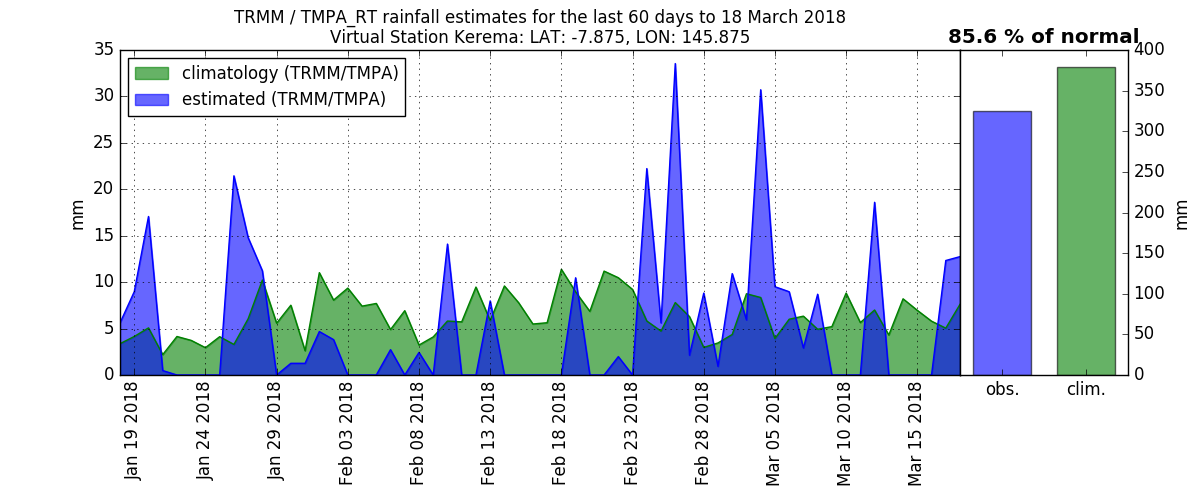 TRMM / TMPA_RT rainfall estimates for the last 60 days to 18 March 2018
Virtual Station Kerema: LAT: -7.875, LON: 145.875
85.6 % of normal
climatology (TRMM/TMPA)
estimated (TRMM/TMPA)
mm
35
30
25
20
15
10
5
0
Jan 19 2018
Jan 24 2018
Jan 29 2018
Feb 03 2018
Feb 08 2018
Feb 13 2018
Feb 18 2018
Feb 23 2018
Feb 28 2018
Mar 05 2018
Mar 10 2018
Mar 15 2018
obs.
clim.
400
350
300
250
200
150
100
50
0
mm